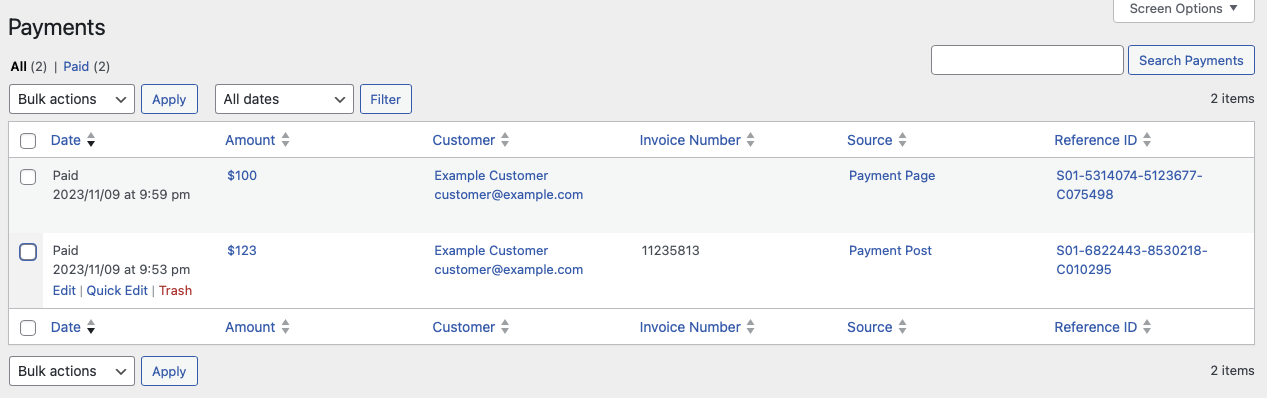 Screen Options ▼
Payments
All (2) | Paid (2)
Search Payments
Bulk actions Apply All dates Filter 2 items
Date Amount Customer Invoice Number Source Reference ID
Paid $100 Example Customer Payment Page S01-5314074-5123677-
2023/11/09 at 9:59 pm customer@example.com C075498
Paid $123 Example Customer 11235813 Payment Post S01-6822443-8530218-
2023/11/09 at 9:53 pm customer@example.com C010295
Edit | Quick Edit | Trash
Date Amount Customer Invoice Number Source Reference ID
Bulk actions Apply 2 items